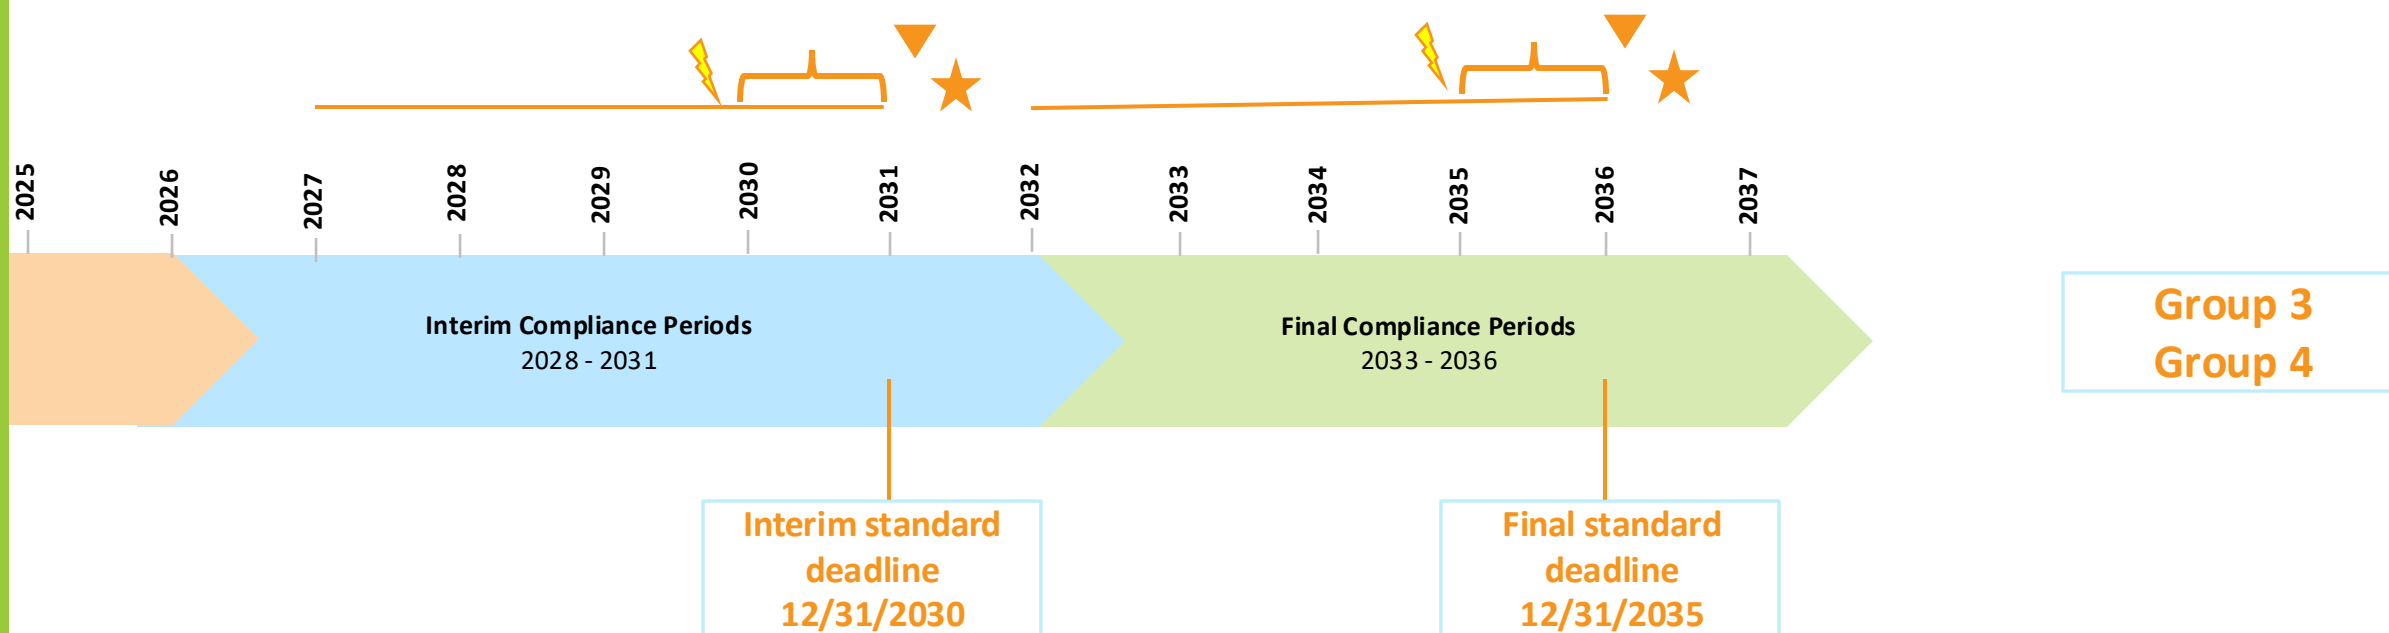 2025
2026
2027
2028
2029
2030
2031
2032
2033
2034
2035
2036
2037
Interim Compliance Periods
2028 - 2031
Final Compliance Periods
2033 - 2036
Group 3
Group 4
Interim standard
deadline
12/31/2030
Final standard
deadline
12/31/2035